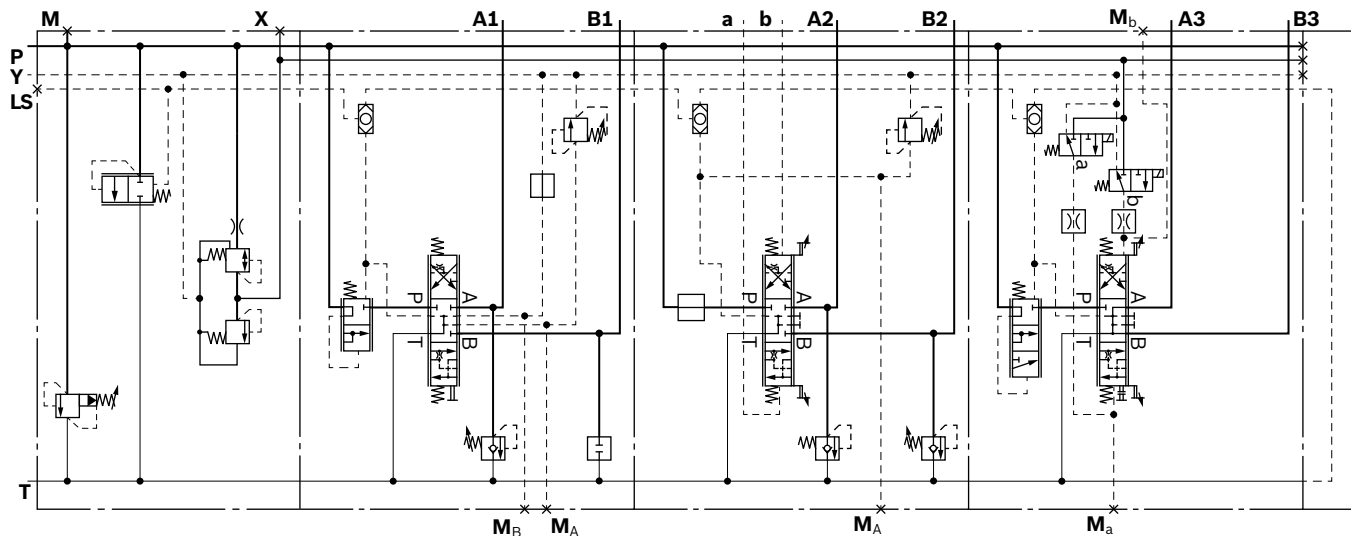 M X A1 B1 a b A2 B2 Mb A3 B3
P
Y
LS
a
b
P A
T B
P A
T B
P A
T B
T
MB MA MA Ma